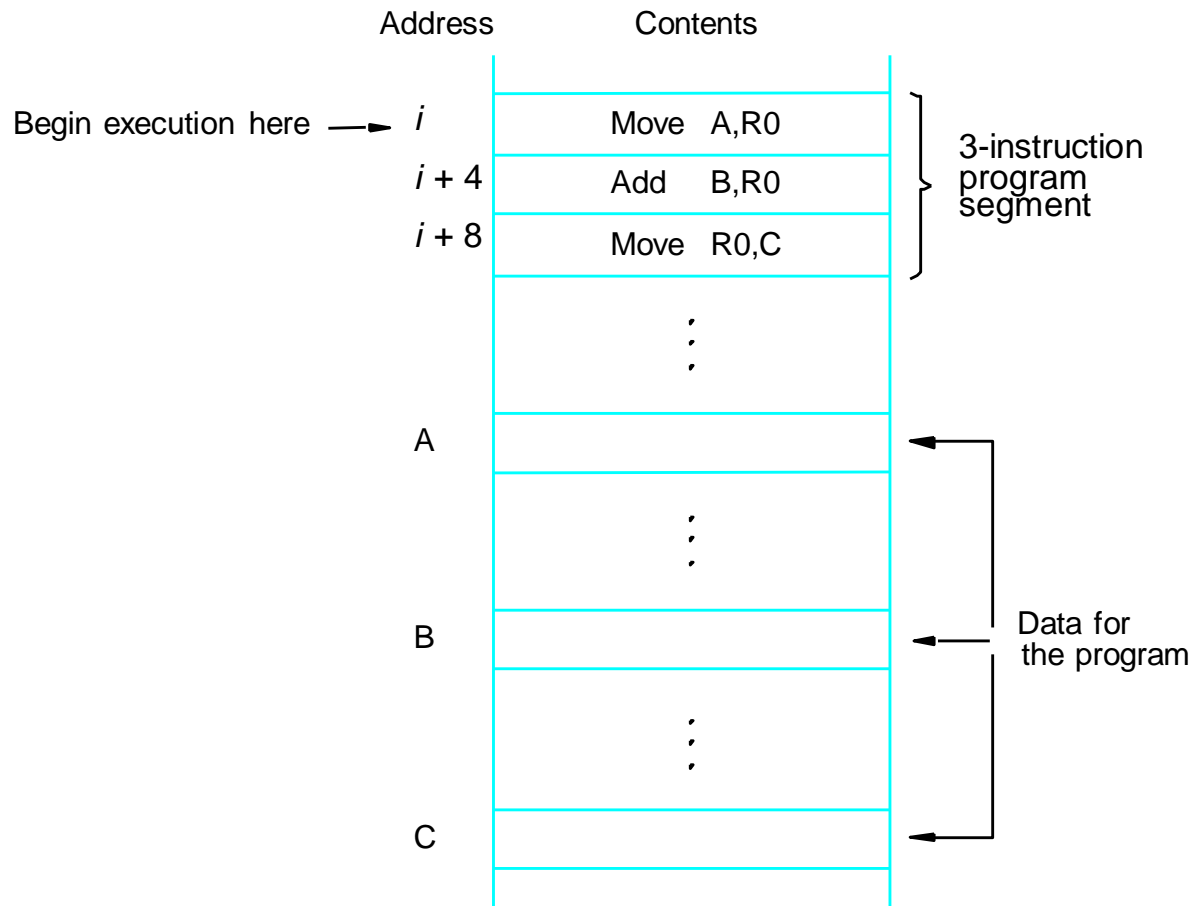 Address Contents
Begin execution here i Move A,R0
i + 4 Add B,R0
i + 8 Move R0,C
3-instruction
program
segment
A
B
Data for
the program
C